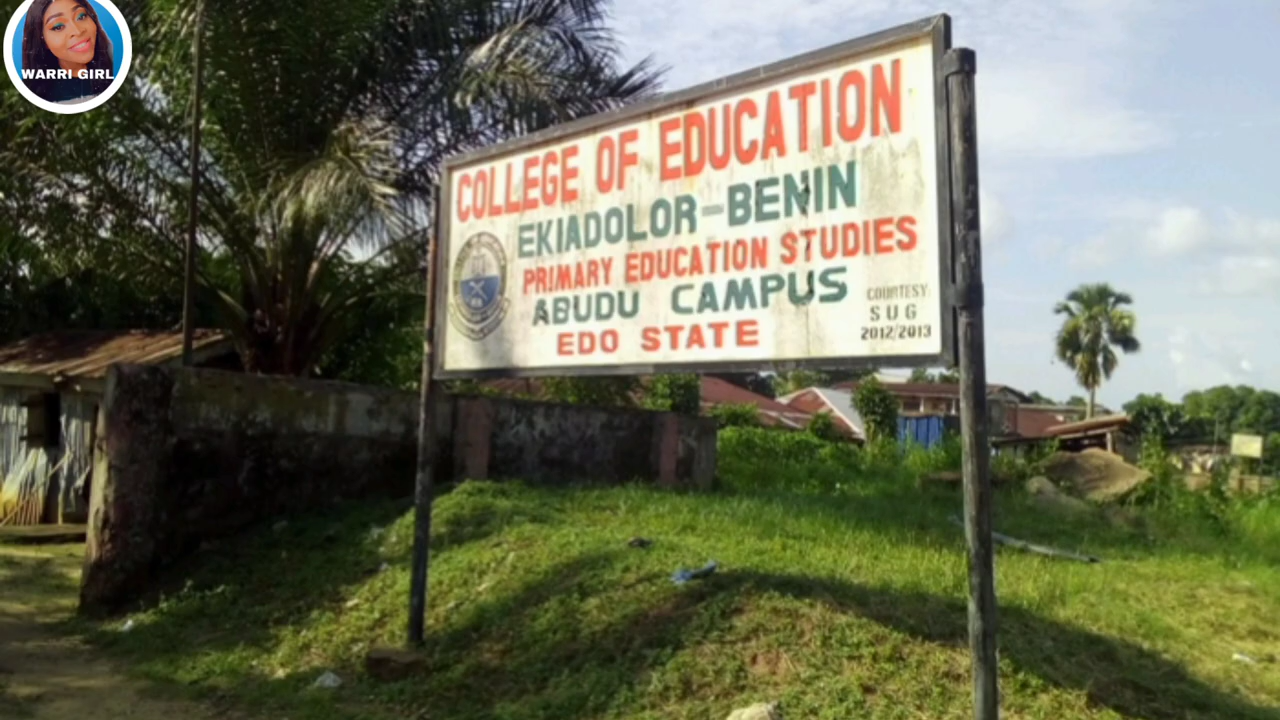 WARRI GIRL
COLLEGE OF EDUCATION
EKIADOLOR-BENIN
PRIMARY EDUCATION STUDIES
ABUDU CAMPUS
EDO STATE
COURTESY:
SUG
2012/2013